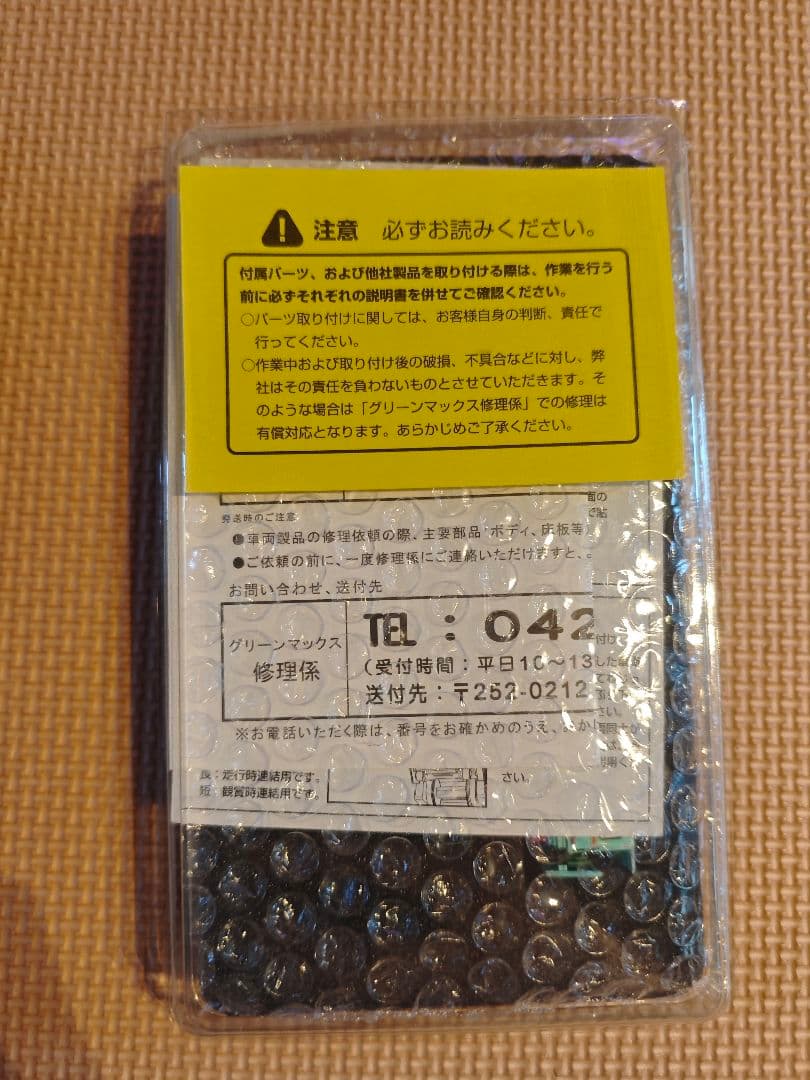 注意 必ずお読みください。
付属パーツ、および他社製品を取り付ける際は、作業を行う
前に必ずそれぞれの説明書を併せてご確認ください。
○パーツ取り付けに関しては、お客様自身の判断、責任で
行ってください。
○作業中および取り付け後の破損、不具合などに対し、弊
社はその責任を負わないものとさせていただきます。そ
のような場合は「グリーンマックス修理係」での修理は
有償対応となります。あらかじめご了承ください。
面の
発送時のご注意
●車両製品の修理依頼の際、主要部品 ボディ、床板等
●ご依頼の前に、一度修理係にご連絡いただけますと、
お問い合わせ、送付先
グリーンマックス
修理係
TEL:042
(受付時間:平日10~13
送付先:〒252-0212
付け
さい。
※お電話いただく際は、番号をお確かめのうえ、
長:走行時連結用です。
短:観賞時連結用です。
さい。